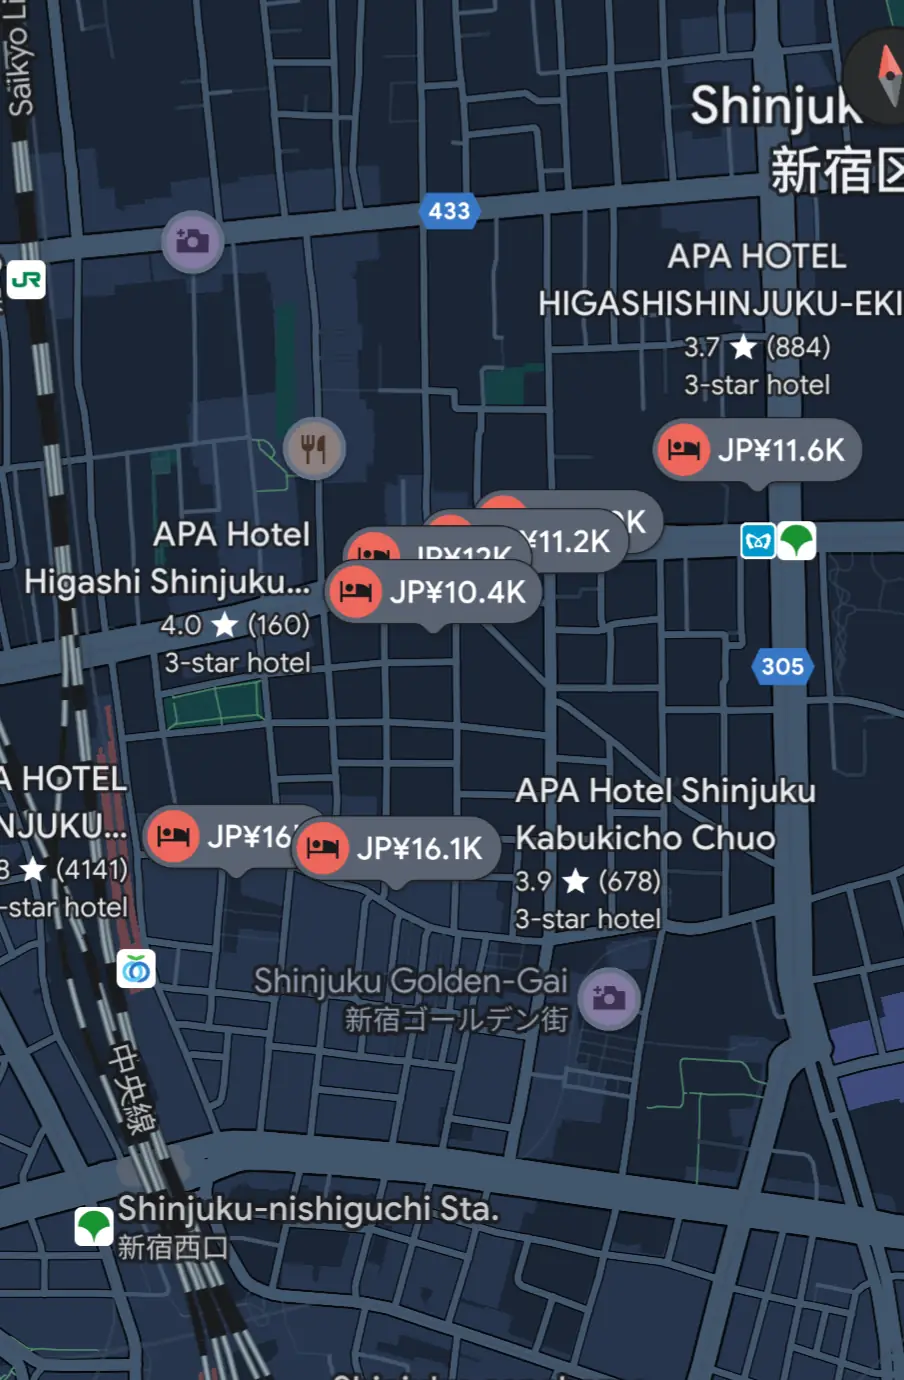 Saikyo Li
433
Shinjuk
新宿区
JR
APA HOTEL
HIGASHISHINJUKU-EKI
3.7 ★ (884)
3-star hotel
JP¥11.6K
K
¥11.2K
JP¥12K
JP¥10.4K
APA Hotel
Higashi Shinjuku...
4.0 ★ (160)
3-star hotel
305
A HOTEL
NJUKU...
8 ★ (4141)
-star hotel
JP¥16
JP¥16.1K
APA Hotel Shinjuku
Kabukicho Chuo
3.9 ★ (678)
3-star hotel
Shinjuku Golden-Gai
新宿ゴールデン街
中央線
Shinjuku-nishiguchi Sta.
新宿西口